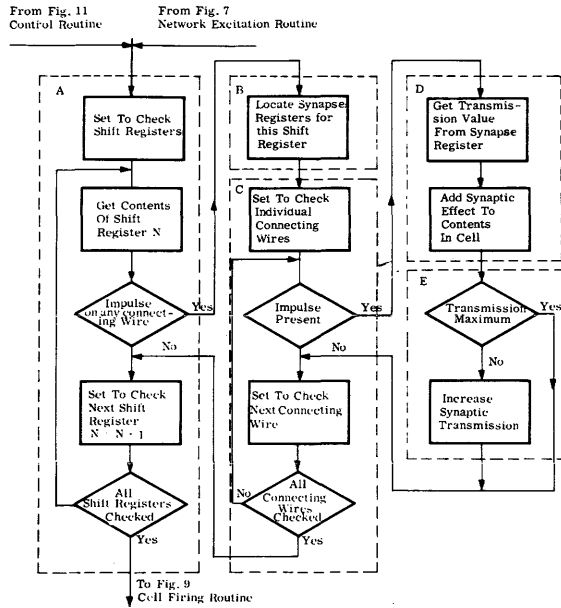 From Fig. 11
Control Routine
From Fig. 7
Network Excitation Routine
A
Set To Check
Shift Registers
Get Contents
Of Shift
Register N
Impulse
on any connect-
ing Wire
Yes
No
Set To Check
Next Shift
Register
N N 1
All
Shift Registers
Checked
Yes
To Fig. 9
Cell Firing Routine
B
Locate Synapse
Registers for
this Shift
Register
C
Set To Check
Individual
Connecting
Wires
Impulse
Present
Yes
No
Set To Check
Next Connecting
Wire
All
Connecting
Wires
Checked
No
Yes
D
Get Transmis-
sion Value
From Synapse
Register
Add Synaptic
Effect To
Contents
In Cell
E
Transmission
Maximum
Yes
No
Increase
Synaptic
Transmission